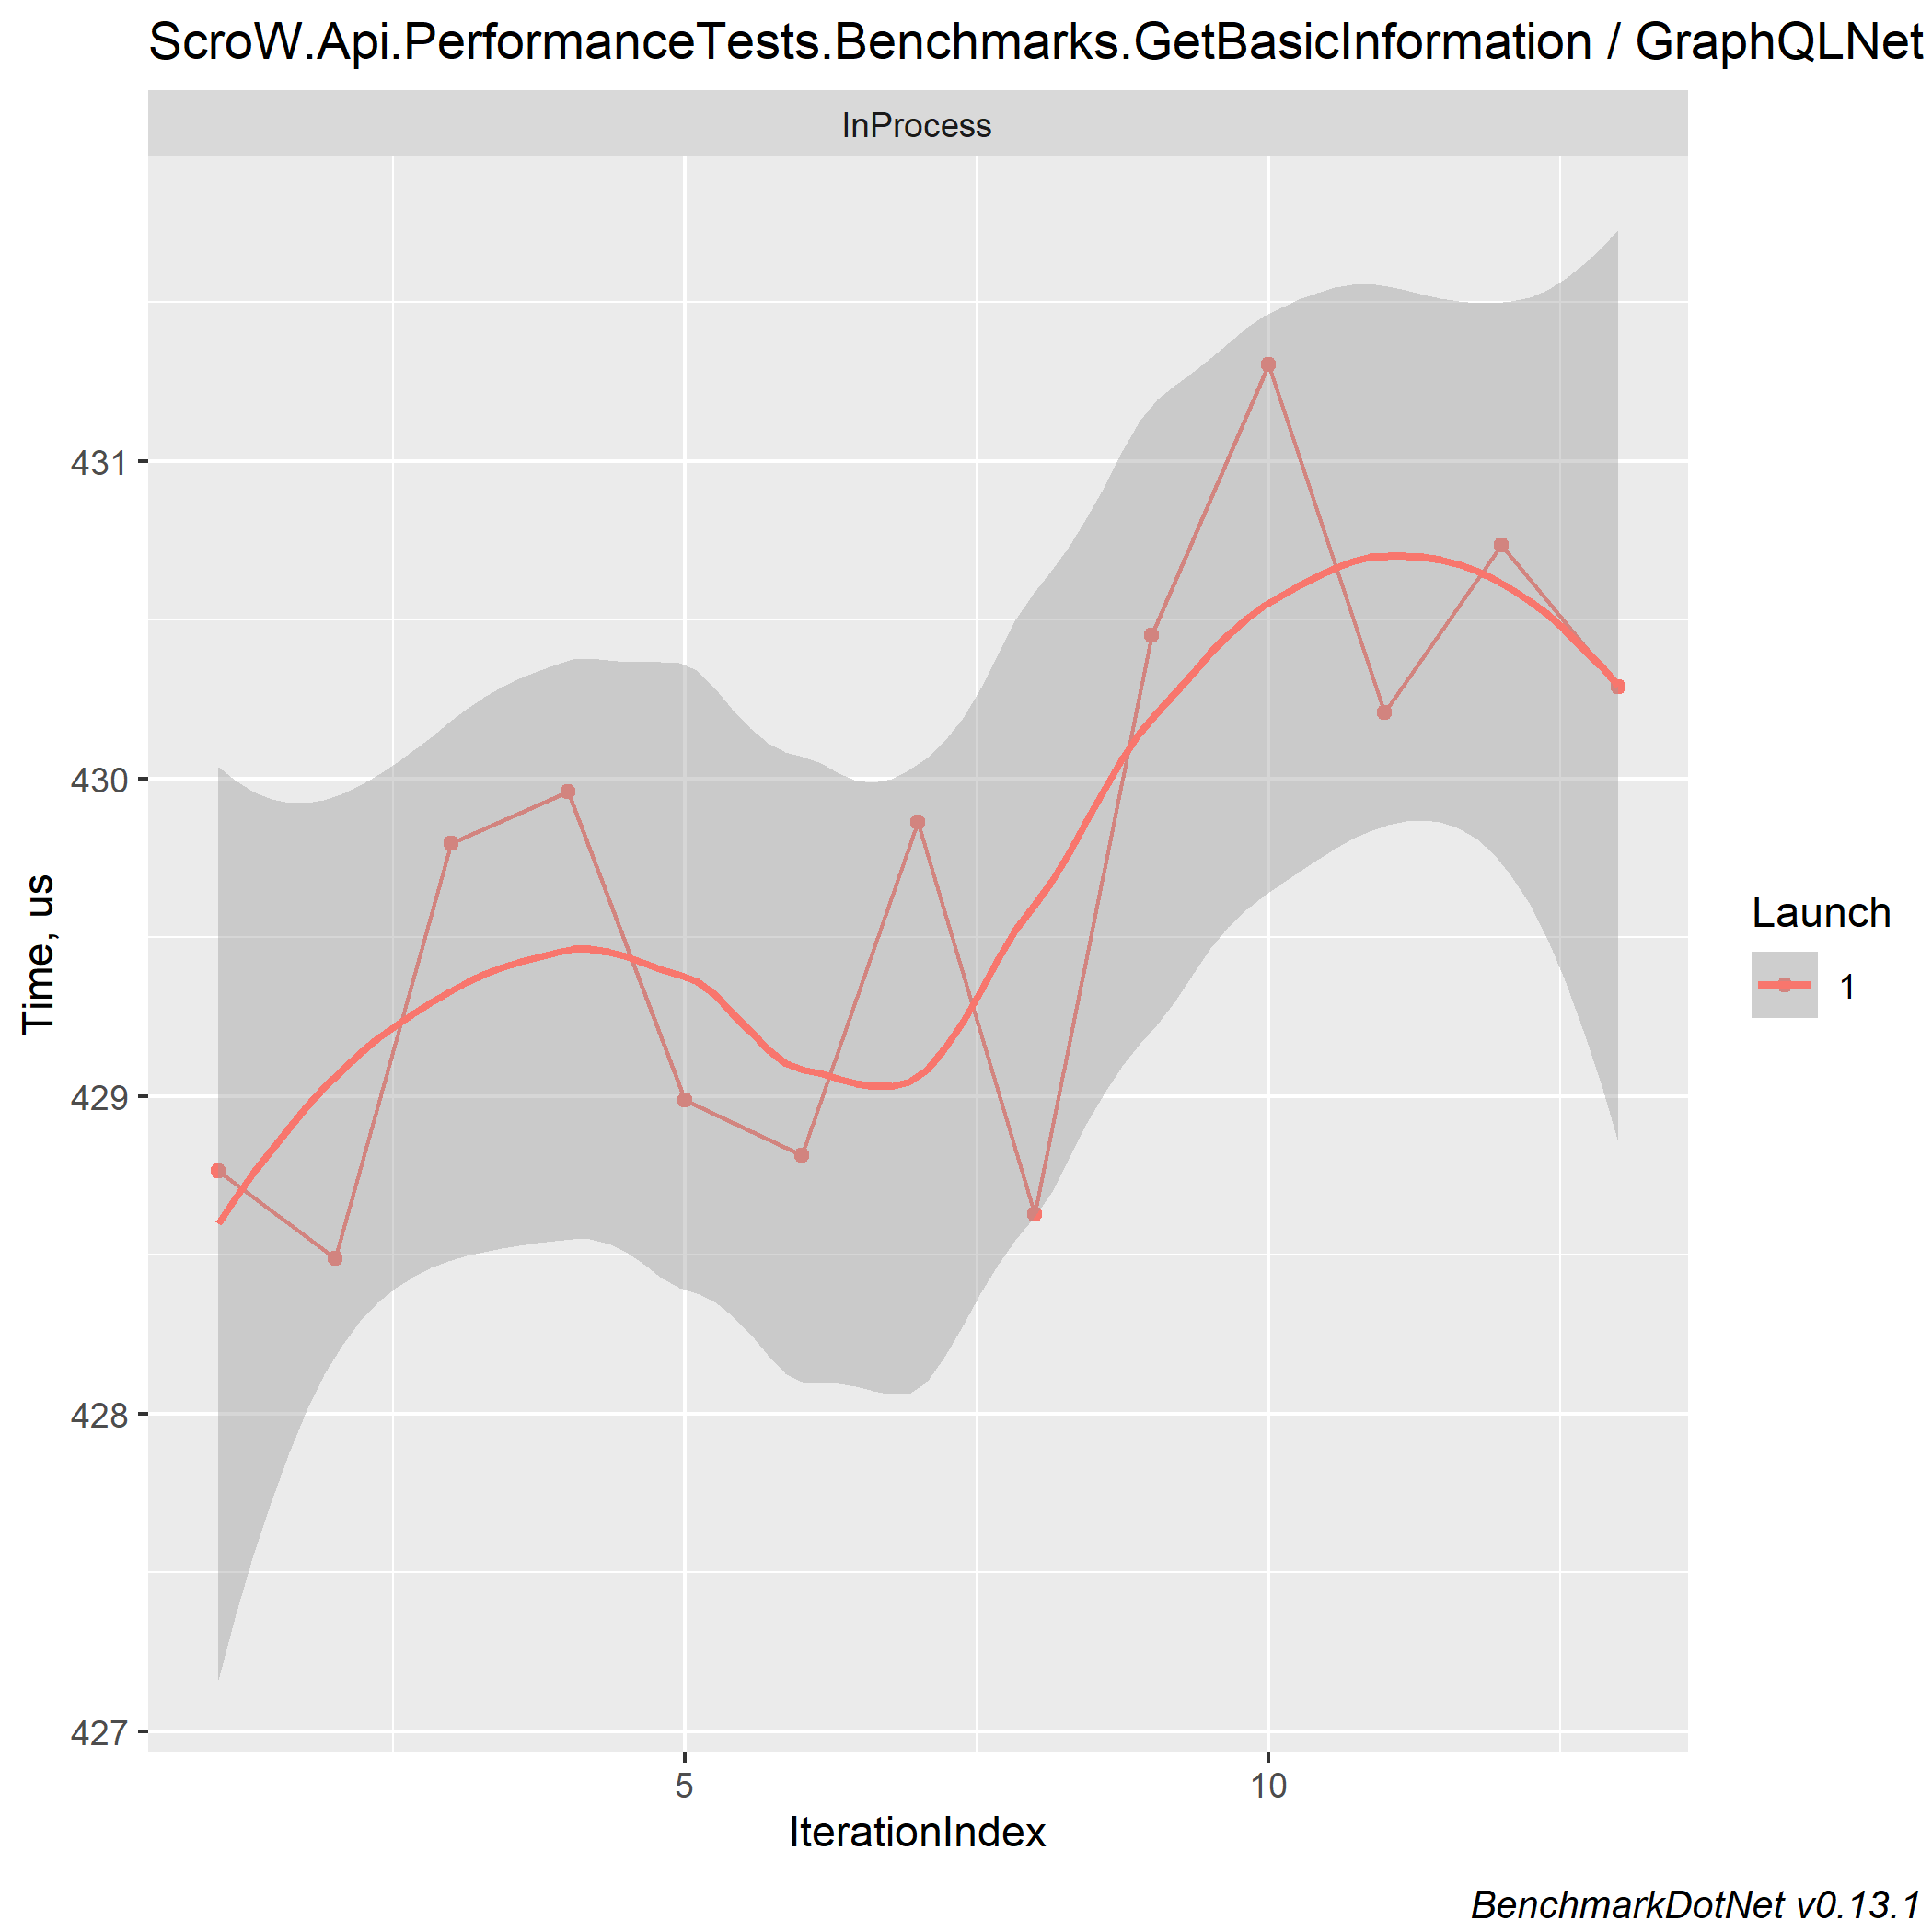 ScroW.Api.PerformanceTests.Benchmarks.GetBasicInformation / GraphQLNet
InProcess
431
430
429
428
427
Time, us
5
10
IterationIndex
Launch
1
BenchmarkDotNet v0.13.1